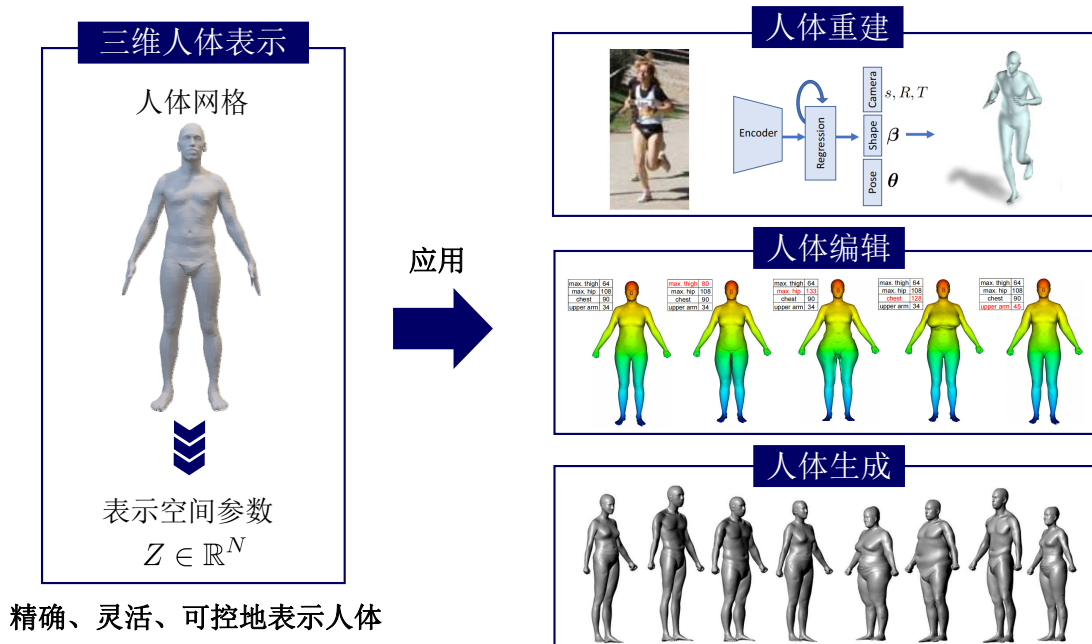 三维人体表示
人体网格
表示空间参数
Z ∈ ℝ^N
精确、灵活、可控地表示人体
应用
人体重建
Encoder
Regression
Camera
s, R, T
Shape
β
Pose
θ
人体编辑
max. thigh 64
max. hip 108
chest 90
upper arm 34
max. thigh 80
max. hip 108
chest 90
upper arm 34
max. thigh 64
max. hip 133
chest 90
upper arm 34
max. thigh 64
max. hip 108
chest 128
upper arm 34
max. thigh 64
max. hip 108
chest 90
upper arm 45
人体生成